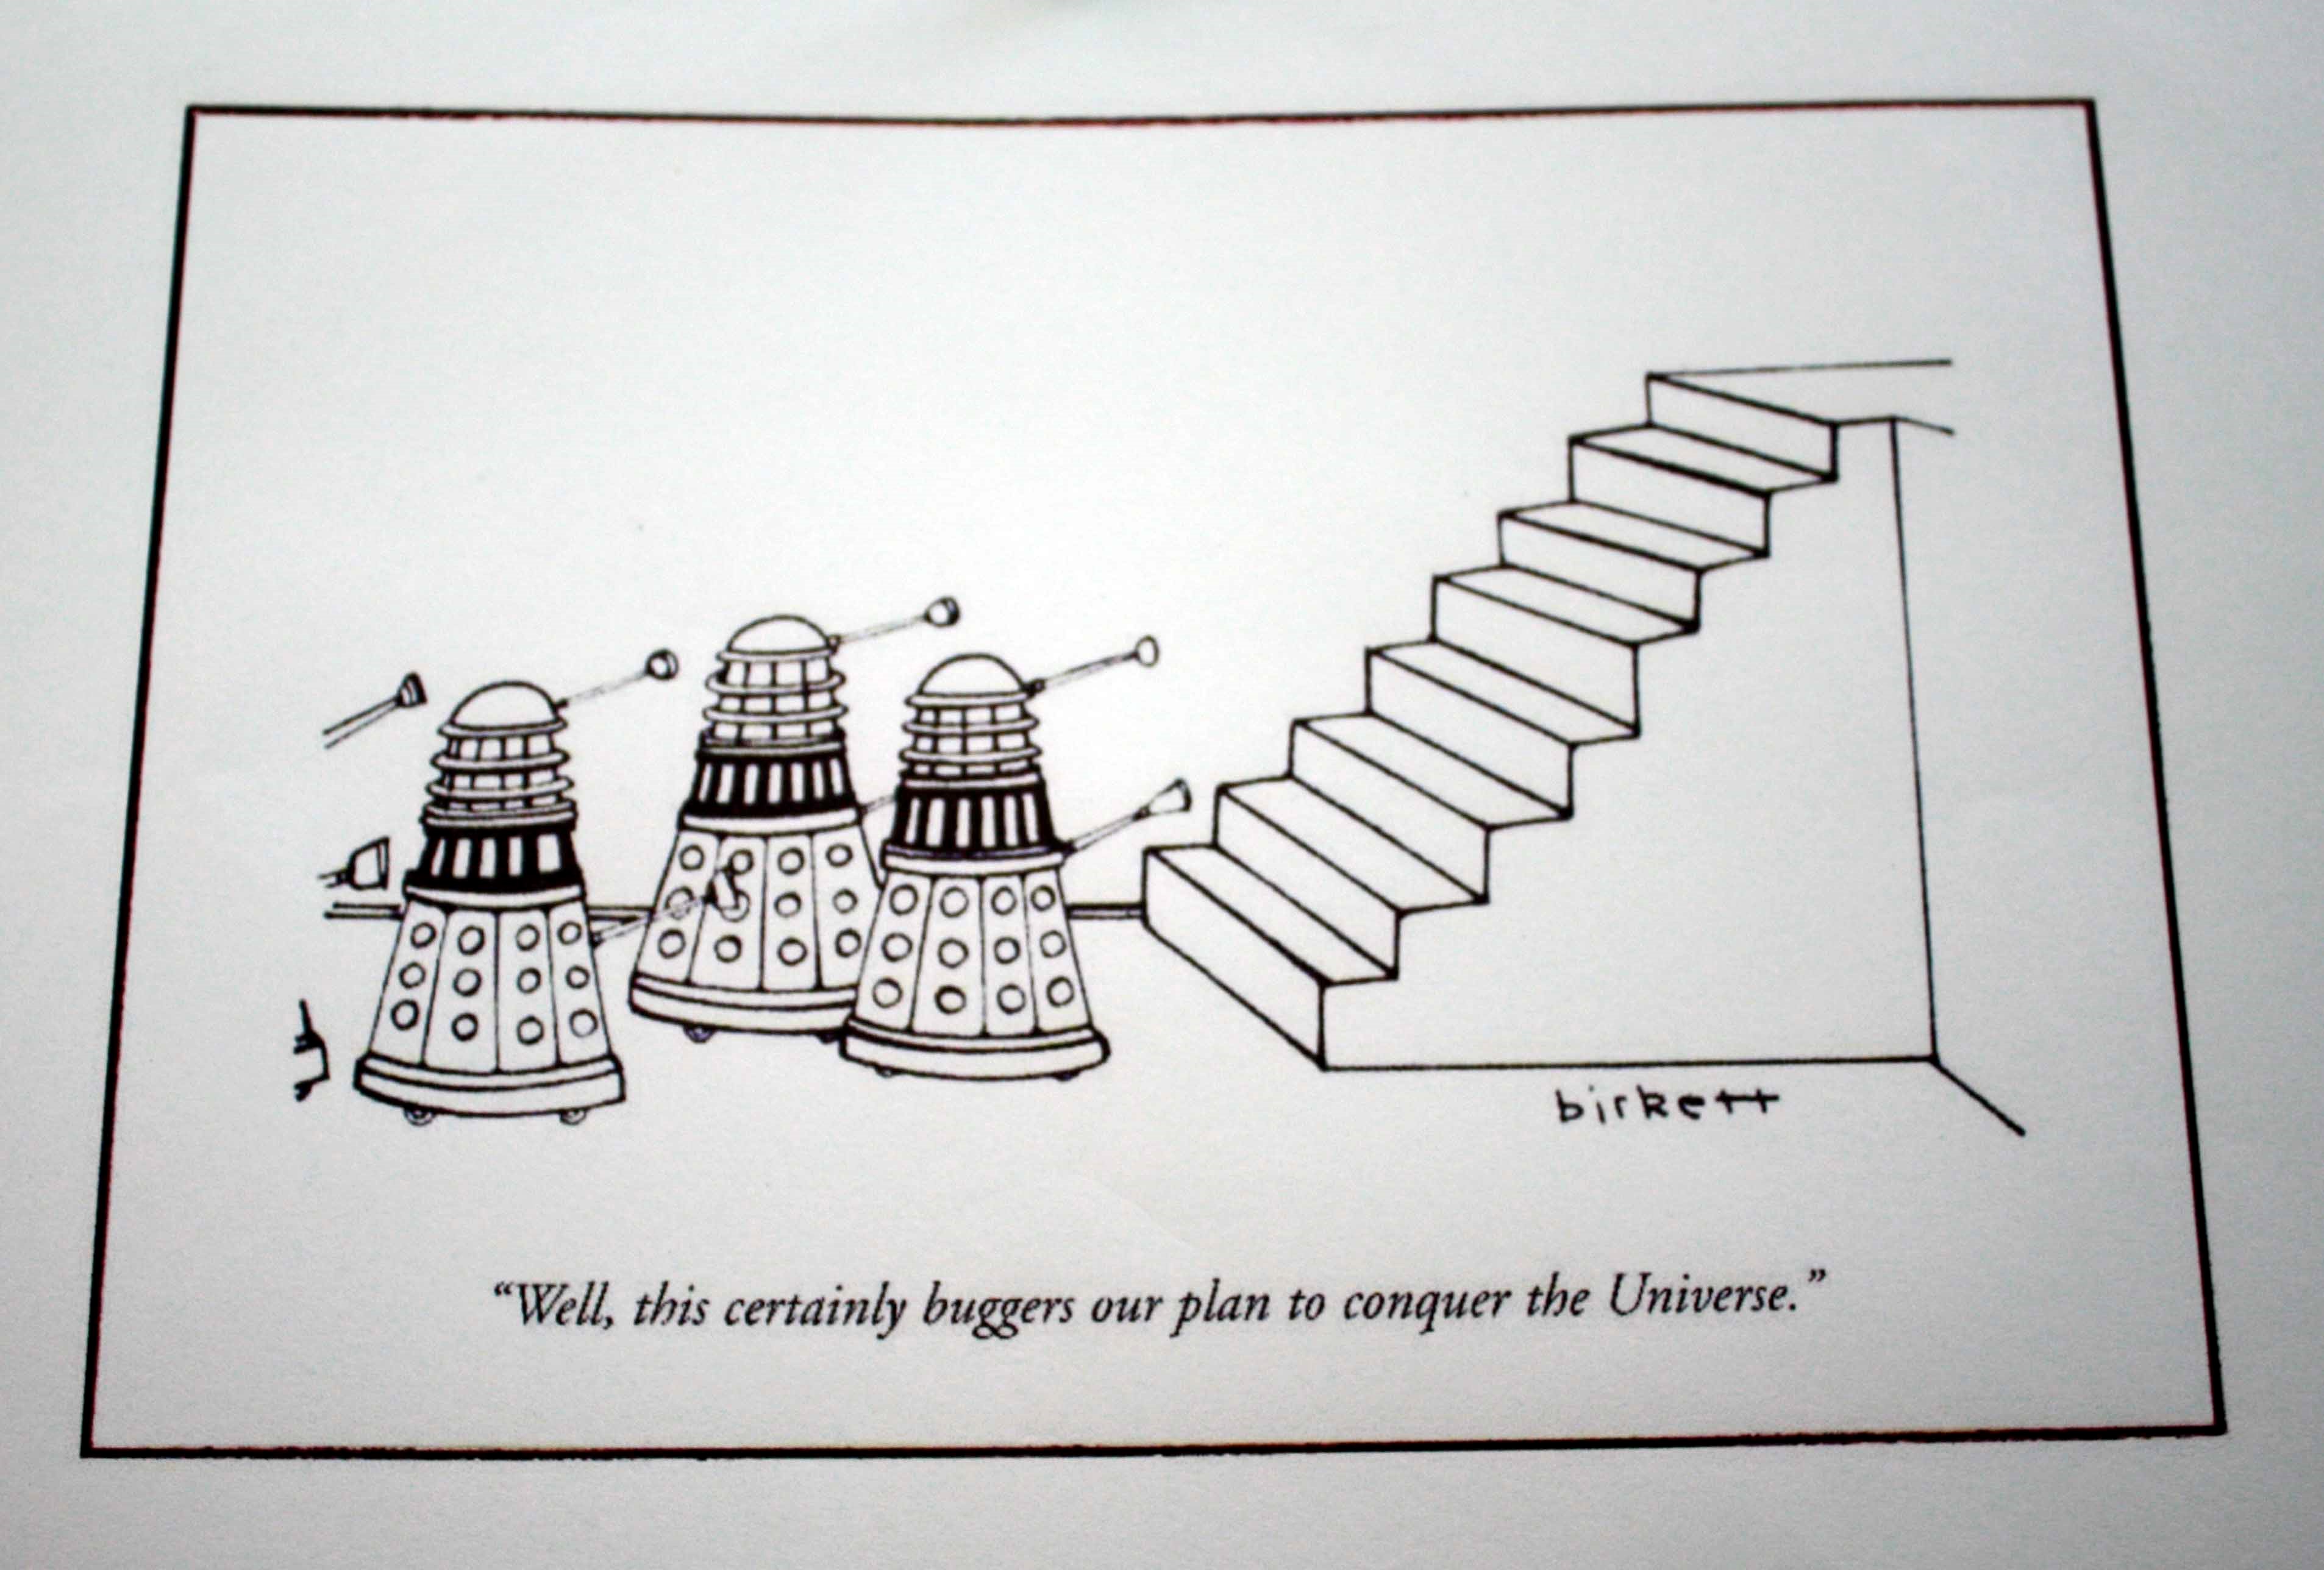 birkett
“Well, this certainly buggers our plan to conquer the Universe.”